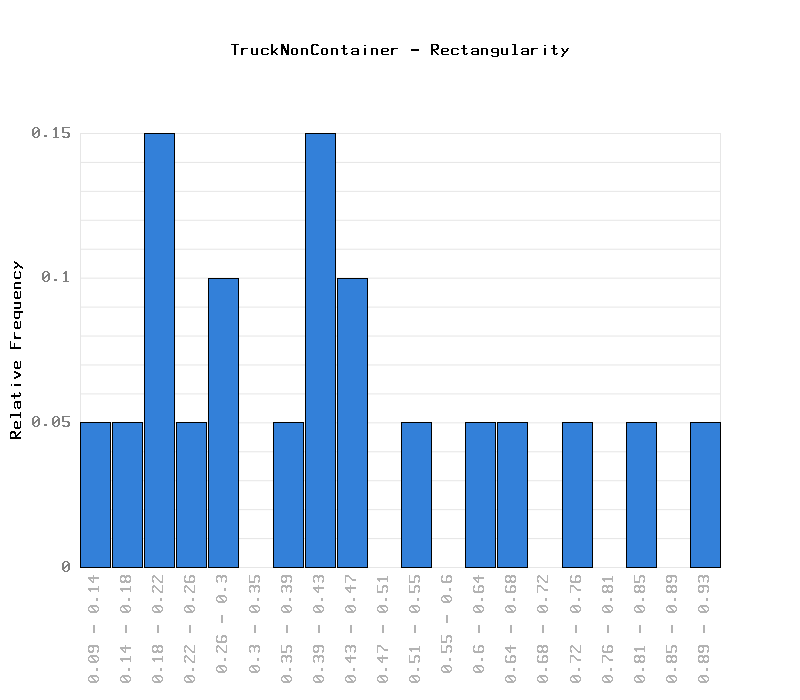 TruckNonContainer - Rectangularity
Relative Frequency
0.15
0.1
0.05
0
0.09 - 0.14
0.14 - 0.18
0.18 - 0.22
0.22 - 0.26
0.26 - 0.3
0.3 - 0.35
0.35 - 0.39
0.39 - 0.43
0.43 - 0.47
0.47 - 0.51
0.51 - 0.55
0.55 - 0.6
0.6 - 0.64
0.64 - 0.68
0.68 - 0.72
0.72 - 0.76
0.76 - 0.81
0.81 - 0.85
0.85 - 0.89
0.89 - 0.93